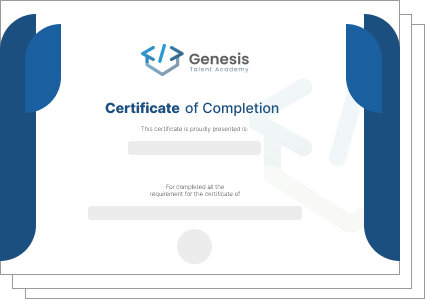 Genesis
Talent Academy
Certificate of Completion
This certificate is proudly presented is:
For completed all the
requirement for the certificate of